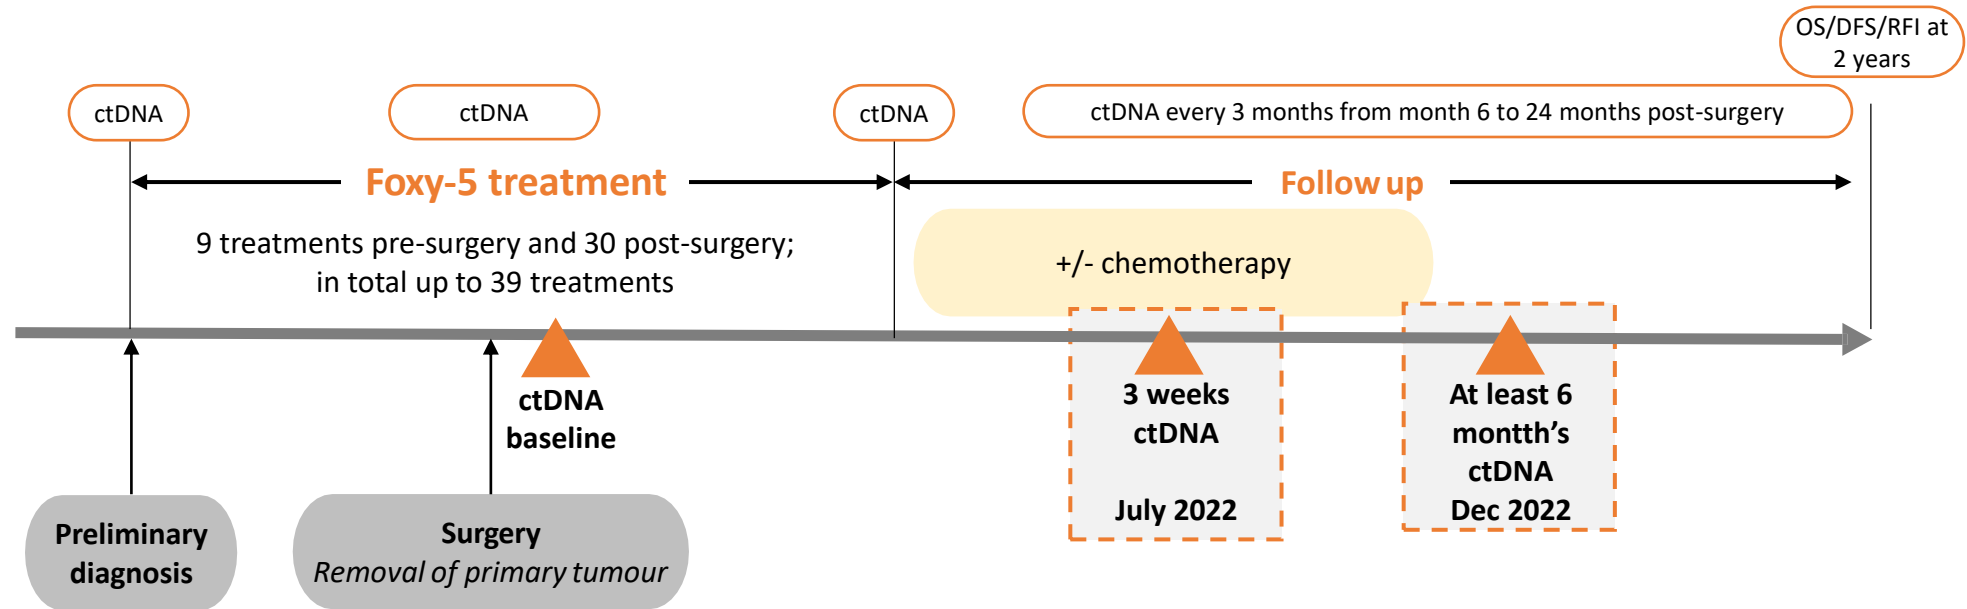 OS/DFS/RFI at
2 years
ctDNA
ctDNA
ctDNA
ctDNA every 3 months from month 6 to 24 months post-surgery
Foxy-5 treatment
Follow up
9 treatments pre-surgery and 30 post-surgery;
in total up to 39 treatments
+/- chemotherapy
ctDNA
baseline
3 weeks
ctDNA
July 2022
At least 6
montth's
ctDNA
Dec 2022
Preliminary
diagnosis
Surgery
Removal of primary tumour